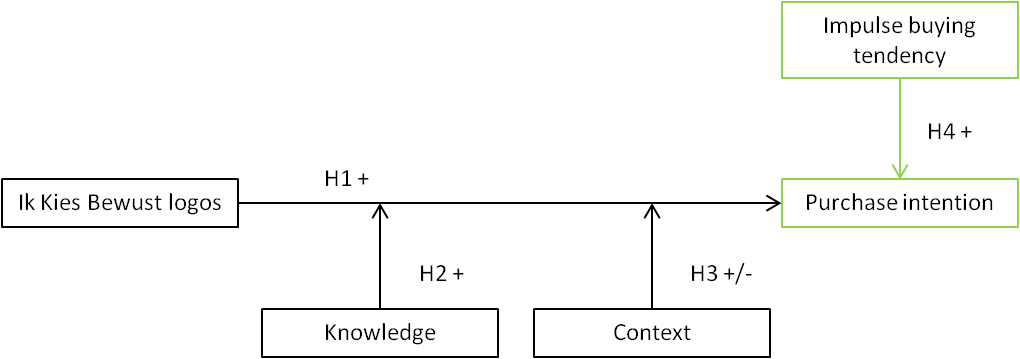 Impulse buying
tendency
H4 +
H1 +
Ik Kies Bewust logos
Purchase intention
H2 +
H3 +/-
Knowledge
Context